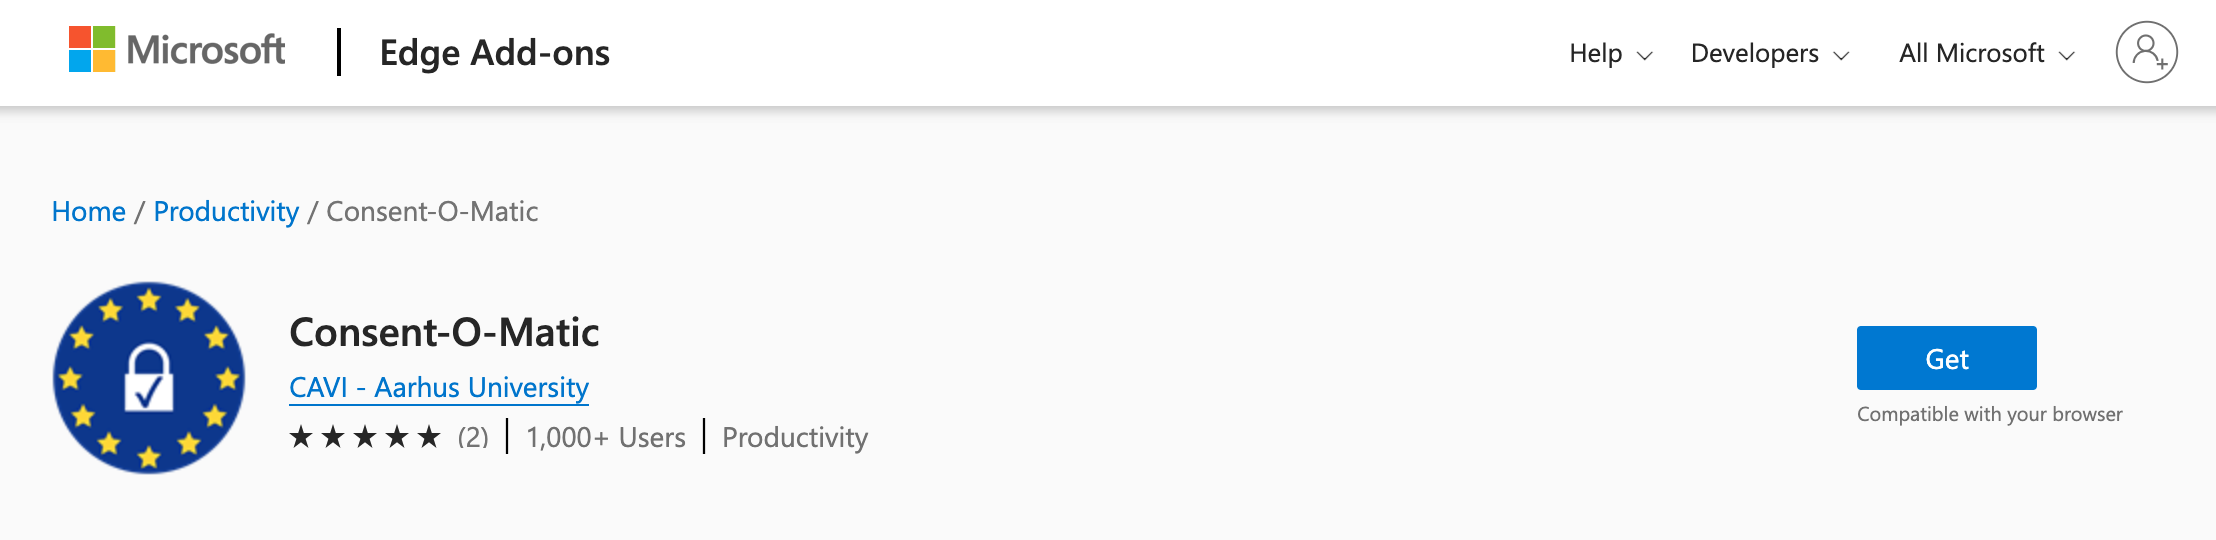 Microsoft
Edge Add-ons
Help
Developers
All Microsoft
Home / Productivity / Consent-O-Matic
Consent-O-Matic
CAVI - Aarhus University
(2)
1,000+ Users
Productivity
Get
Compatible with your browser